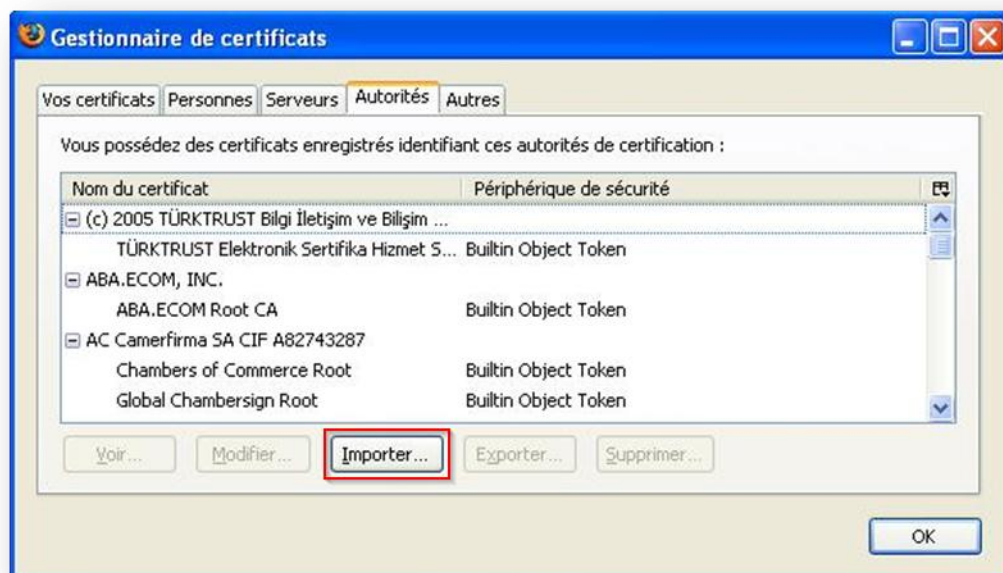 Gestionnaire de certificats
Vos certificats Personnes Serveurs Autorités Autres
Vous possédez des certificats enregistrés identifiant ces autorités de certification :
Nom du certificat Périphérique de sécurité
(c) 2005 TÜRKTRUST Bilgi İletişim ve Bilişim ...
TÜRKTRUST Elektronik Sertifika Hizmet S... Builtin Object Token
ABA.ECOM, INC.
ABA.ECOM Root CA Builtin Object Token
AC Camerfirma SA CIF A82743287
Chambers of Commerce Root Builtin Object Token
Global Chambersign Root Builtin Object Token
Voir... Modifier... Importer... Exporter... Supprimer...
OK